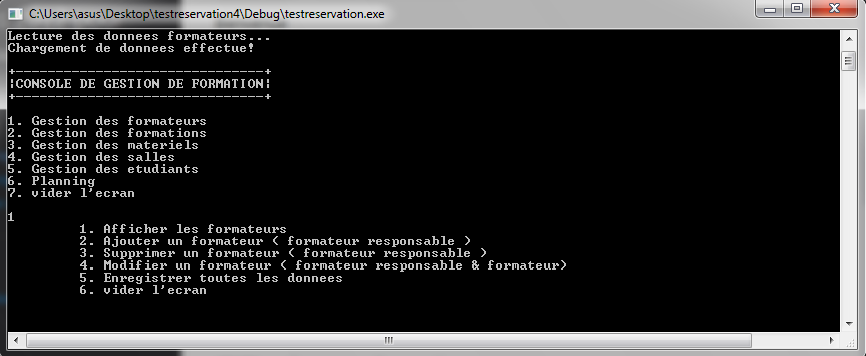 C:\Users\asus\Desktop\testreservation4\Debug\testreservation.exe
Lecture des donnees formateurs...
Chargement de donnees effectue!
+-------------------------------+
¦CONSOLE DE GESTION DE FORMATION¦
+-------------------------------+
1. Gestion des formateurs
2. Gestion des formations
3. Gestion des materiels
4. Gestion des salles
5. Gestion des etudiants
6. Planning
7. vider l'ecran
1
1. Afficher les formateurs
2. Ajouter un formateur ( formateur responsable )
3. Supprimer un formateur ( formateur responsable )
4. Modifier un formateur ( formateur responsable & formateur)
5. Enregistrer toutes les donnees
6. vider l'ecran